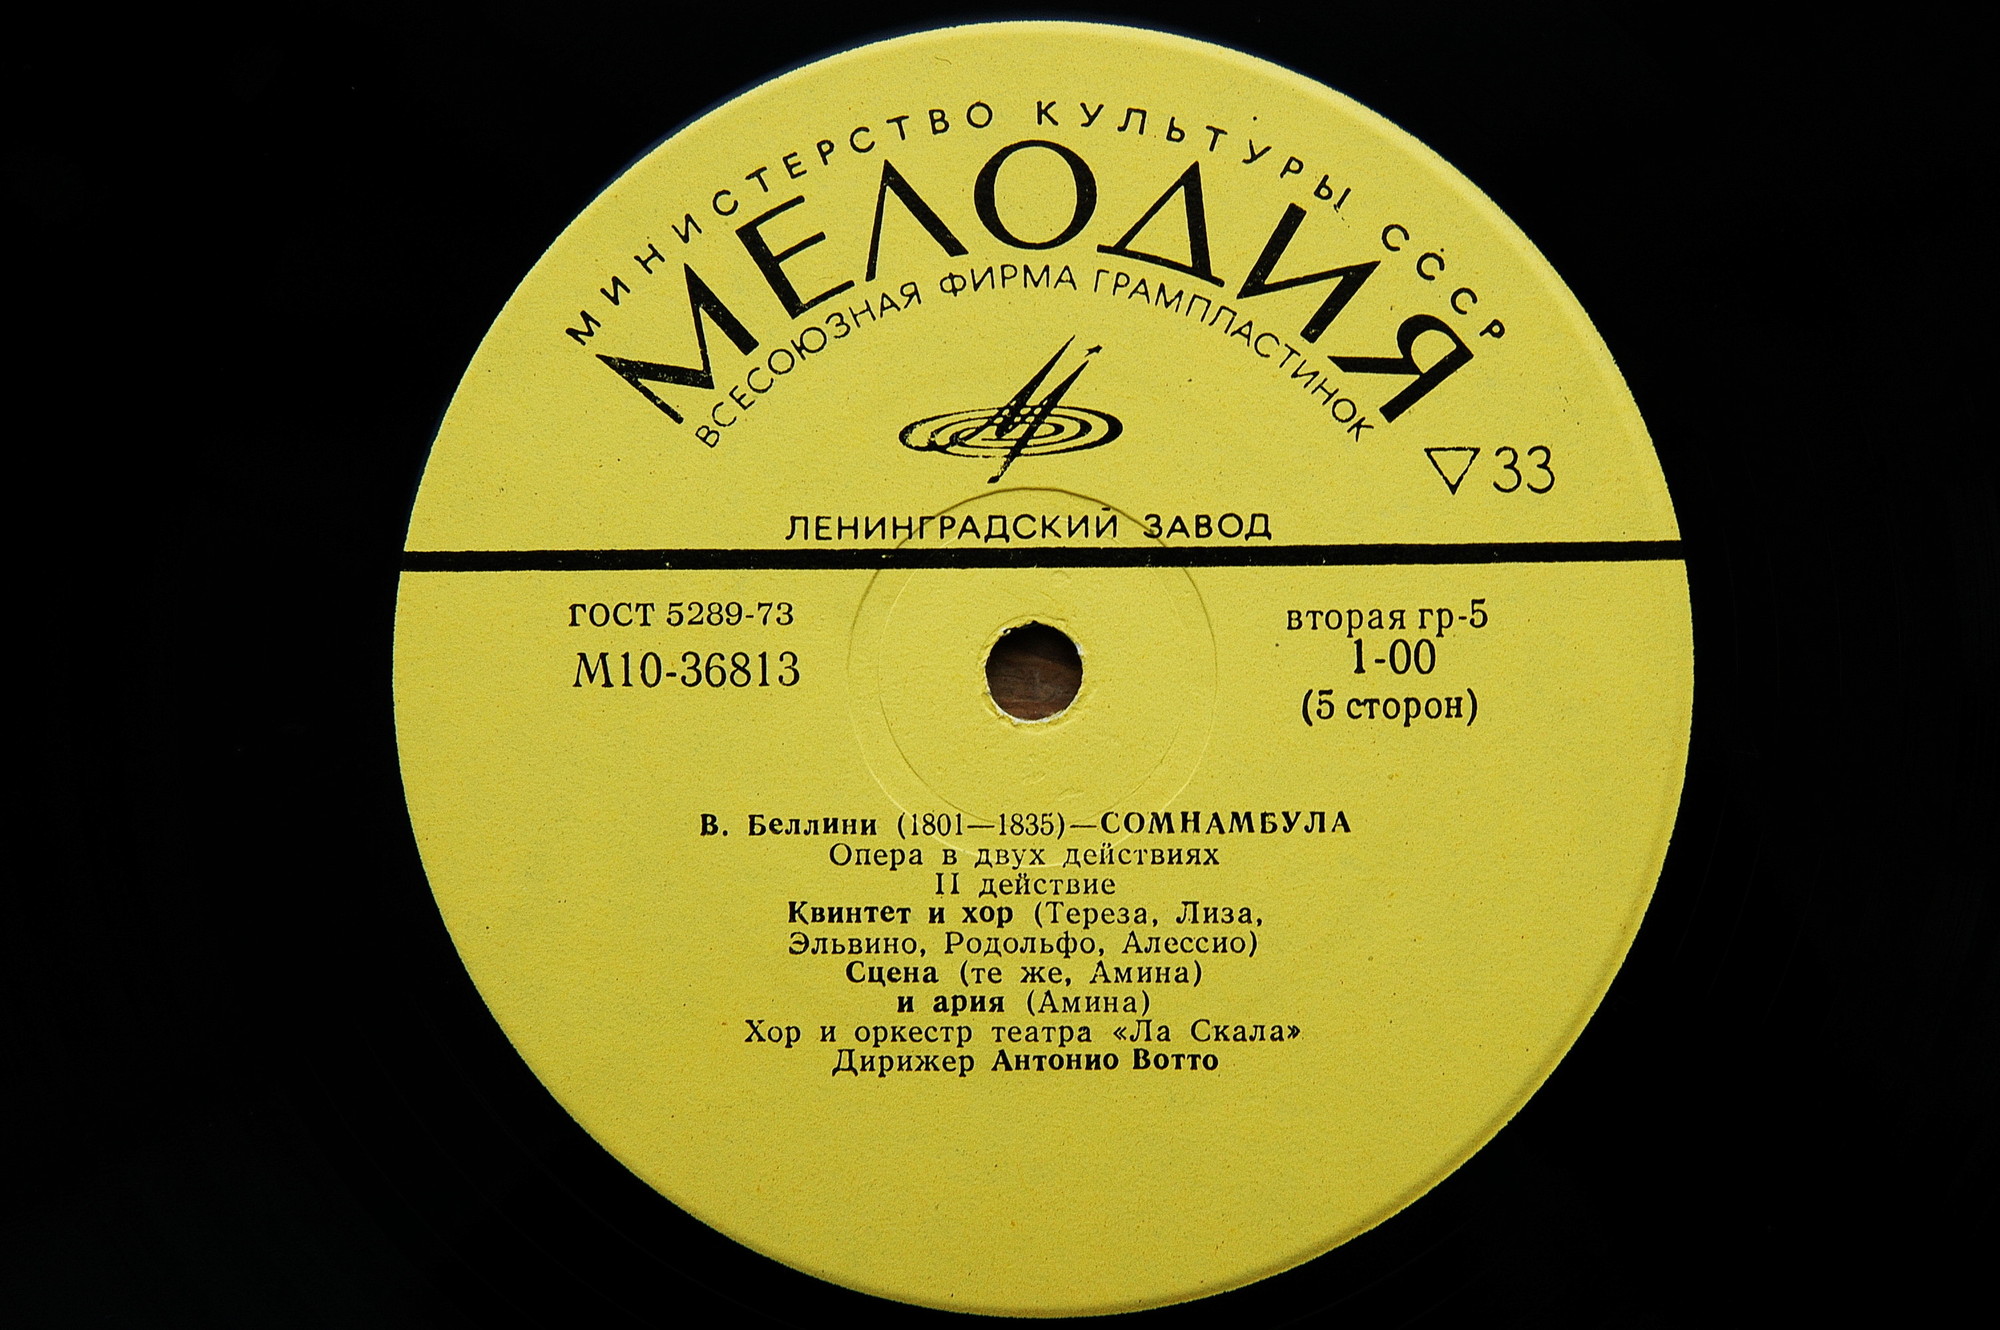 МИНИСТЕРСТВО КУЛЬТУРЫ СССР
МЕЛОДИЯ
ВСЕСОЮЗНАЯ ФИРМА ГРАМПЛАСТИНОК
33
ЛЕНИНГРАДСКИЙ ЗАВОД
ГОСТ 5289-73
М10-36813
вторая гр-5
1-00
(5 сторон)
В. Беллини (1801—1835)—СОМНАМБУЛА
Опера в двух действиях
II действие
Квинтет и хор (Тереза, Лиза,
Эльвино, Родольфо, Алессио)
Сцена (те же, Амина)
и ария (Амина)
Хор и оркестр театра «Ла Скала»
Дирижер Антонио Вотто